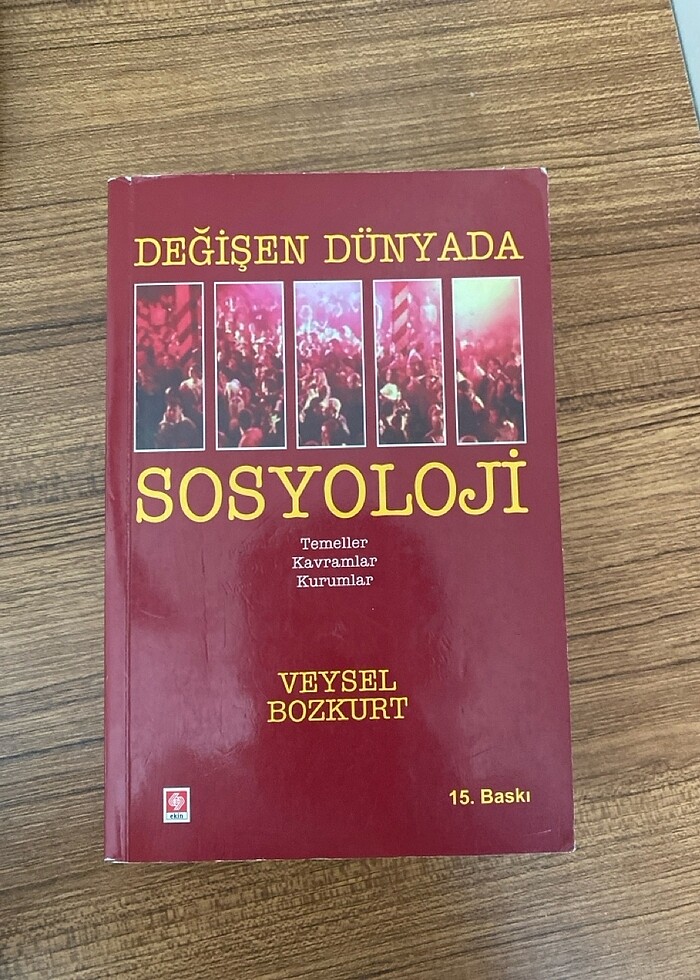 DEĞİŞEN DÜNYADA
SOSYOLOJİ
Temeller
Kavramlar
Kurumlar
VEYSEL
BOZKURT
ekin
15. Baskı